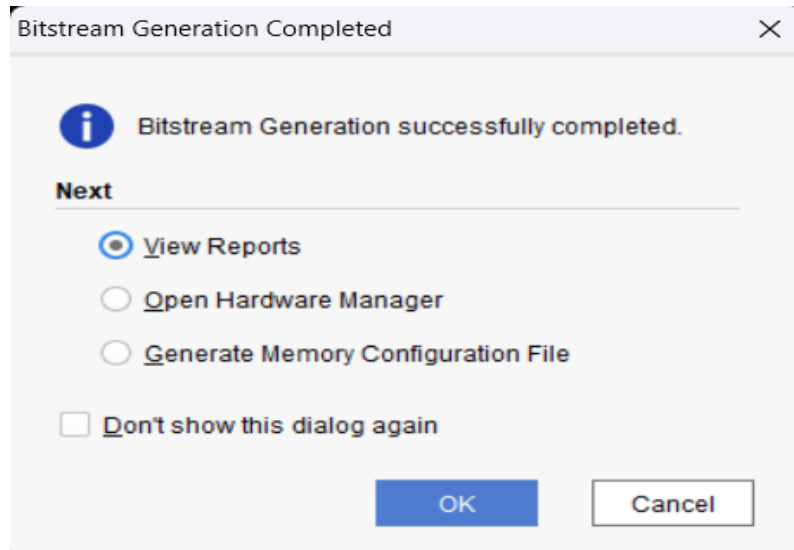 Bitstream Generation Completed
Bitstream Generation successfully completed.
Next
View Reports
Open Hardware Manager
Generate Memory Configuration File
Don't show this dialog again
OK
Cancel